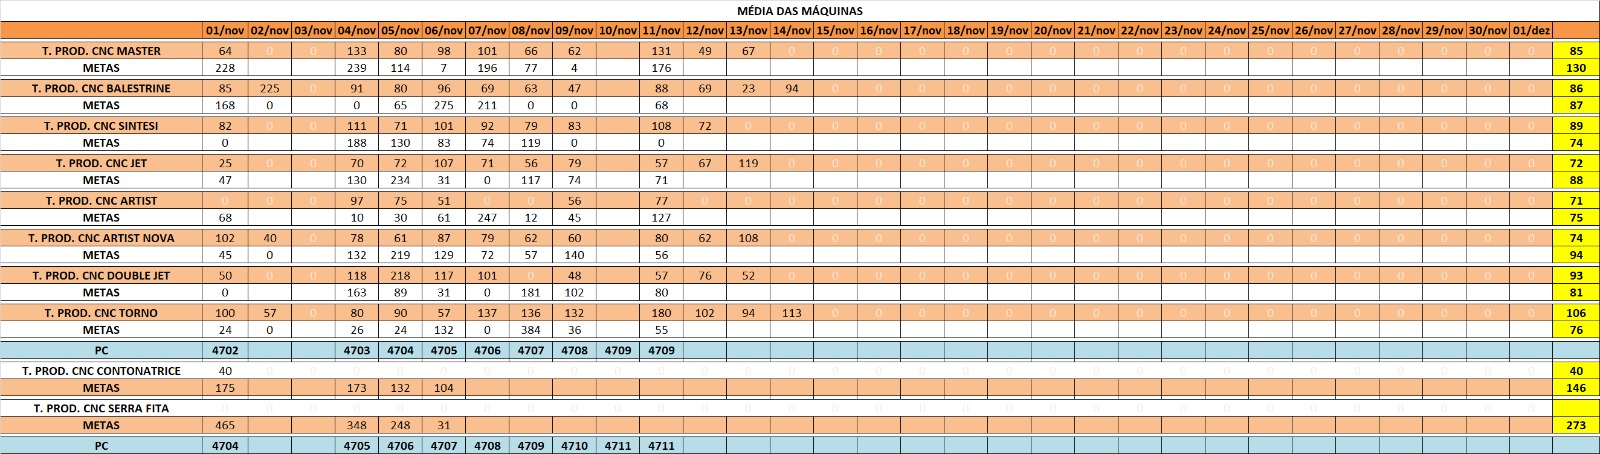 MÉDIA DAS MÁQUINAS
01/nov 02/nov 03/nov 04/nov 05/nov 06/nov 07/nov 08/nov 09/nov 10/nov 11/nov 12/nov 13/nov 14/nov 15/nov 16/nov 17/nov 18/nov 19/nov 20/nov 21/nov 22/nov 23/nov 24/nov 25/nov 26/nov 27/nov 28/nov 29/nov 30/nov 01/dez
T. PROD. CNC MASTER 64 0 0 133 80 98 101 66 62 131 49 67 0 0 0 0 0 0 0 0 0 0 0 0 0 0 0 0 0 0 85
METAS 228 239 114 7 196 77 4 176 130
T. PROD. CNC BALESTRINE 85 225 0 91 80 96 69 63 47 88 69 23 94 0 0 0 0 0 0 0 0 0 0 0 0 0 0 0 0 0 86
METAS 168 0 0 65 275 211 0 0 68 87
T. PROD. CNC SINTESI 82 0 0 111 71 101 92 79 83 108 72 0 0 0 0 0 0 0 0 0 0 0 0 0 0 0 0 0 0 0 89
METAS 0 188 130 83 74 119 0 0 74
T. PROD. CNC JET 25 0 0 70 72 107 71 56 79 57 67 119 0 0 0 0 0 0 0 0 0 0 0 0 0 0 0 0 0 0 72
METAS 47 130 234 31 0 117 74 71 88
T. PROD. CNC ARTIST 0 0 0 97 75 51 0 0 56 77 0 0 0 0 0 0 0 0 0 0 0 0 0 0 0 0 0 0 0 0 71
METAS 68 10 30 61 247 12 45 127 75
T. PROD. CNC ARTIST NOVA 102 40 0 78 61 87 79 62 60 80 62 108 0 0 0 0 0 0 0 0 0 0 0 0 0 0 0 0 0 0 74
METAS 45 0 132 219 129 72 57 140 56 94
T. PROD. CNC DOUBLE JET 50 0 0 118 218 117 101 0 48 57 76 52 0 0 0 0 0 0 0 0 0 0 0 0 0 0 0 0 0 0 93
METAS 0 163 89 31 0 181 102 80 81
T. PROD. CNC TORNO 100 57 0 80 90 57 137 136 132 180 102 94 113 0 0 0 0 0 0 0 0 0 0 0 0 0 0 0 0 0 106
METAS 24 0 26 24 132 0 384 36 55 76
PC 4702 4703 4704 4705 4706 4707 4708 4709 4709
T. PROD. CNC CONTONATRICE 40 0 0 0 0 0 0 0 0 0 0 0 0 0 0 0 0 0 0 0 0 0 0 0 0 0 0 0 0 0 40
METAS 175 173 132 104 146
T. PROD. CNC SERRA FITA 0 0 0 0 0 0 0 0 0 0 0 0 0 0 0 0 0 0 0 0 0 0 0 0 0 0 0 0 0 0
METAS 465 348 248 31 273
PC 4704 4705 4706 4707 4708 4709 4710 4711 4711